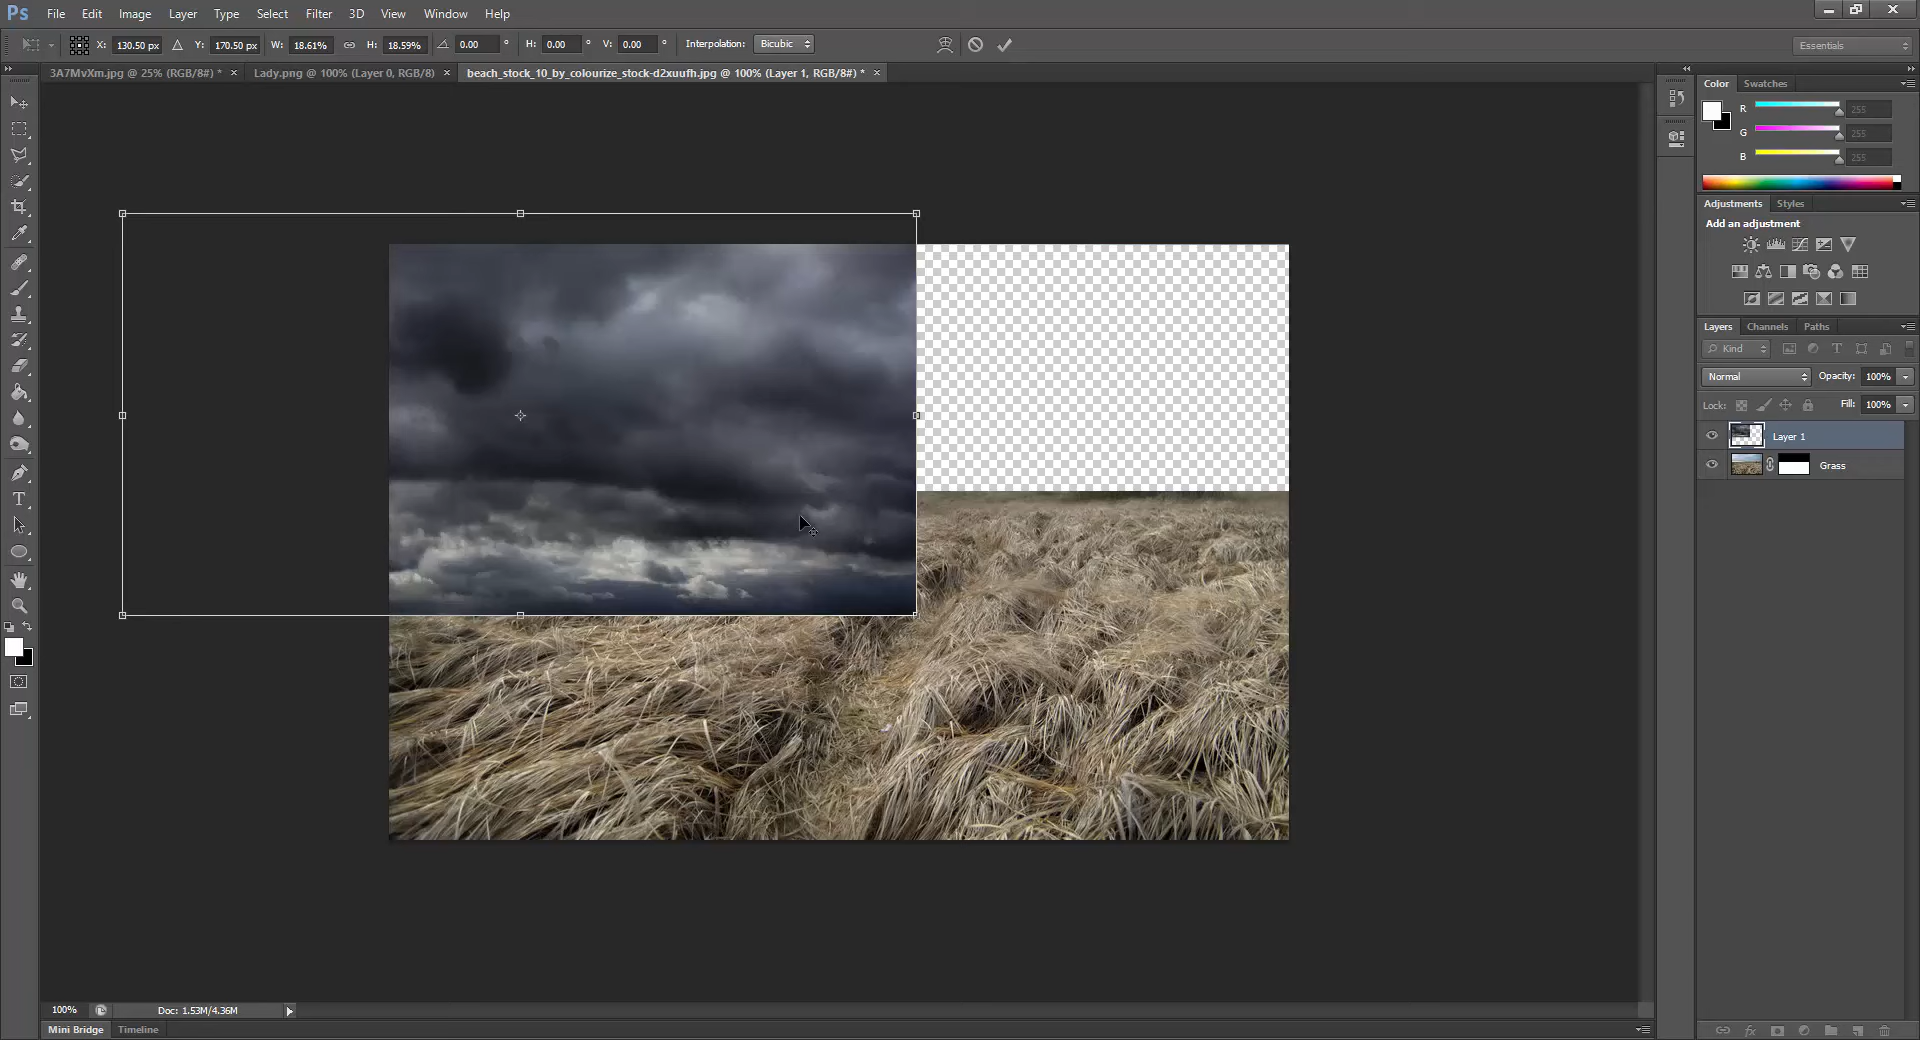 Ps File Edit Image Layer Type Select Filter 3D View Window Help
X: 130.50 px Y: 170.50 px W: 18.61% H: 18.59% 0.00 ° H: 0.00 ° V: 0.00 ° Interpolation: Bicubic Essentials
3A7MvXm.jpg @ 25% (RGB/8#) * × Lady.png @ 100% (Layer 0, RGB/8) × beach_stock_10_by_colourize_stock-d2xuufh.jpg @ 100% (Layer 1, RGB/8#) * ×
Color Swatches
R 255
G 255
B 255
Adjustments Styles
Add an adjustment
Layers Channels Paths
Kind
Normal Opacity: 100%
Lock: Fill: 100%
Layer 1
Grass
100% Doc: 1.53M/4.36M
Mini Bridge Timeline